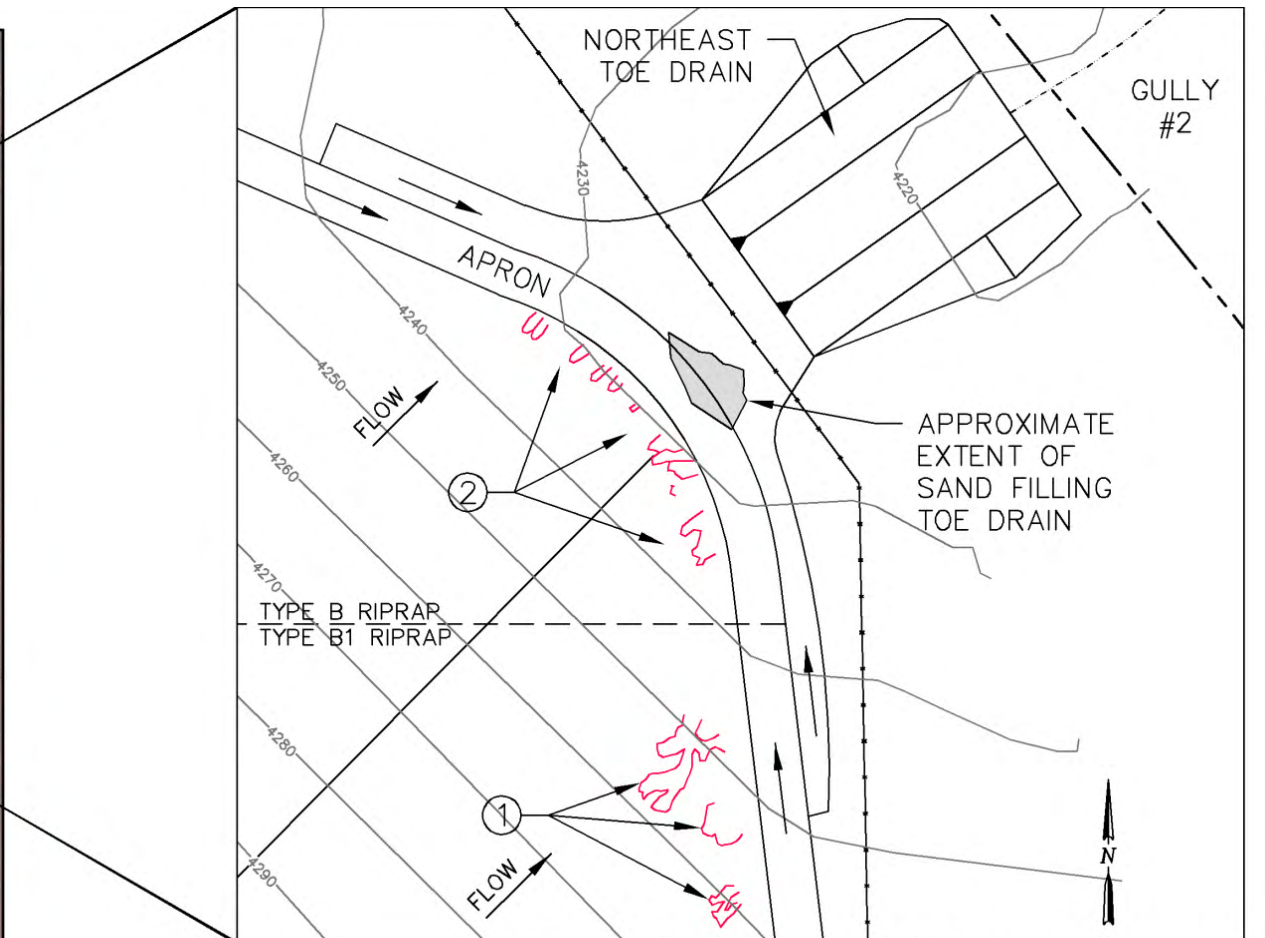 NORTHEAST
TOE DRAIN
GULLY
#2
4230
4220
APRON
4240
4250
FLOW
APPROXIMATE
EXTENT OF
SAND FILLING
TOE DRAIN
4260
2
4270
TYPE B RIPRAP
TYPE B1 RIPRAP
4280
1
4290
FLOW
N